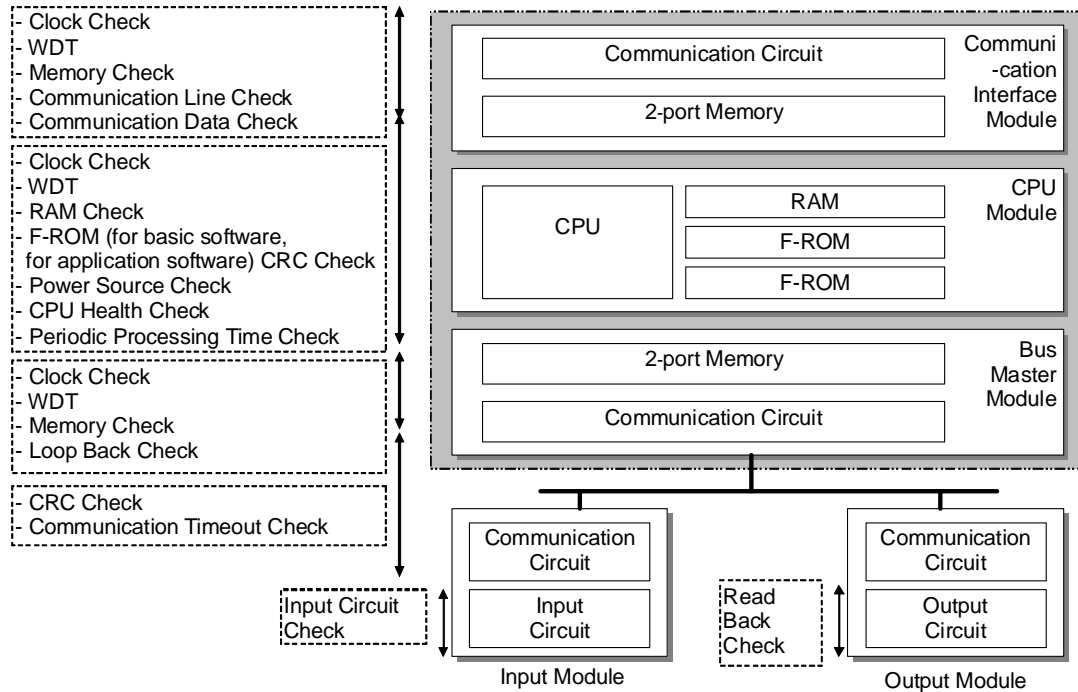 - Clock Check
- WDT
- Memory Check
- Communication Line Check
- Communication Data Check
- Clock Check
- WDT
- RAM Check
- F-ROM (for basic software,
for application software) CRC Check
- Power Source Check
- CPU Health Check
- Periodic Processing Time Check
- Clock Check
- WDT
- Memory Check
- Loop Back Check
- CRC Check
- Communication Timeout Check
Communication Circuit
2-port Memory
Communi
-cation
Interface
Module
CPU
RAM
F-ROM
F-ROM
CPU
Module
2-port Memory
Communication Circuit
Bus
Master
Module
Input Circuit
Check
Communication
Circuit
Input
Circuit
Input Module
Read
Back
Check
Communication
Circuit
Output
Circuit
Output Module